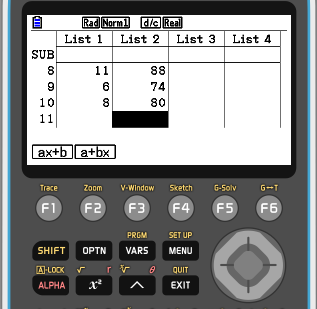 Rad Norm1 d/c Real
List 1 List 2 List 3 List 4
SUB
8 11 88
9 6 74
10 8 80
11
ax+b a+bx
Trace Zoom V-Window Sketch G-Solv G↔T
F1 F2 F3 F4 F5 F6
PRGM SET UP
SHIFT OPTN VARS MENU
A-LOCK √ r ∛ θ QUIT
ALPHA x² ^ EXIT